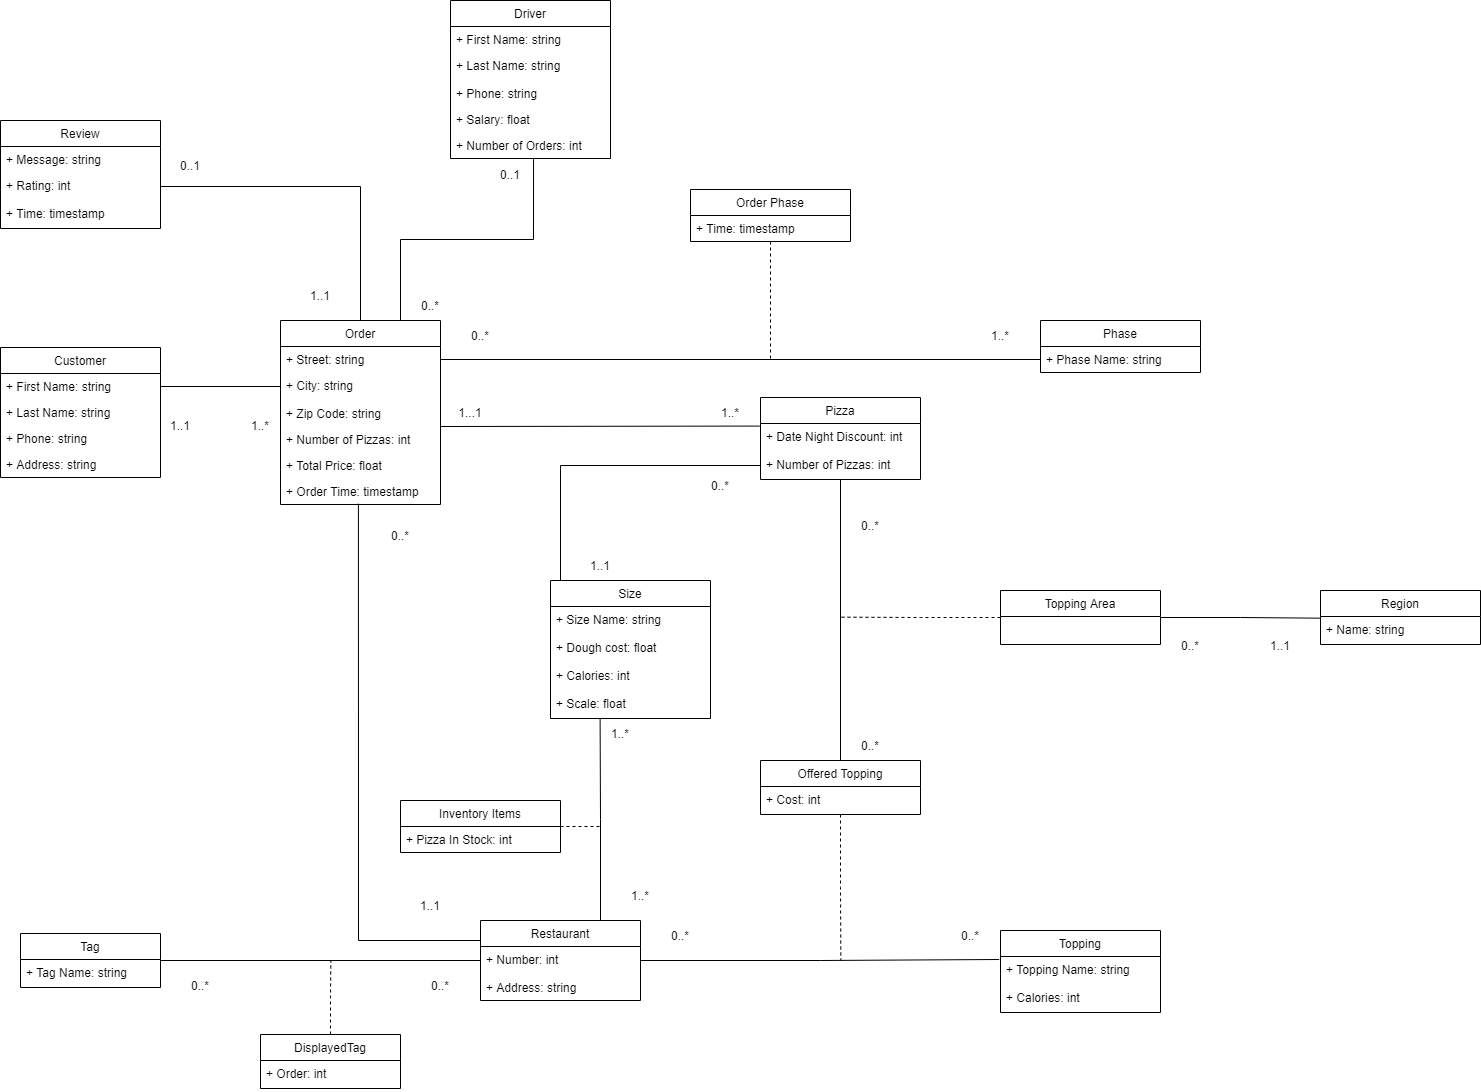 Driver
+ First Name: string
+ Last Name: string
+ Phone: string
+ Salary: float
+ Number of Orders: int
0..1
0..*
Review
+ Message: string
+ Rating: int
+ Time: timestamp
0..1
1..1
Order Phase
+ Time: timestamp
Customer
+ First Name: string
+ Last Name: string
+ Phone: string
+ Address: string
1..1
1..*
Order
+ Street: string
+ City: string
+ Zip Code: string
+ Number of Pizzas: int
+ Total Price: float
+ Order Time: timestamp
0..*
1..*
Phase
+ Phase Name: string
1...1
1..*
Pizza
+ Date Night Discount: int
+ Number of Pizzas: int
0..*
0..*
0..*
1..1
Size
+ Size Name: string
+ Dough cost: float
+ Calories: int
+ Scale: float
1..*
Topping Area
0..*
1..1
Region
+ Name: string
0..*
Offered Topping
+ Cost: int
Inventory Items
+ Pizza In Stock: int
1..1
1..*
Tag
+ Tag Name: string
0..*
0..*
Restaurant
+ Number: int
+ Address: string
0..*
0..*
Topping
+ Topping Name: string
+ Calories: int
DisplayedTag
+ Order: int